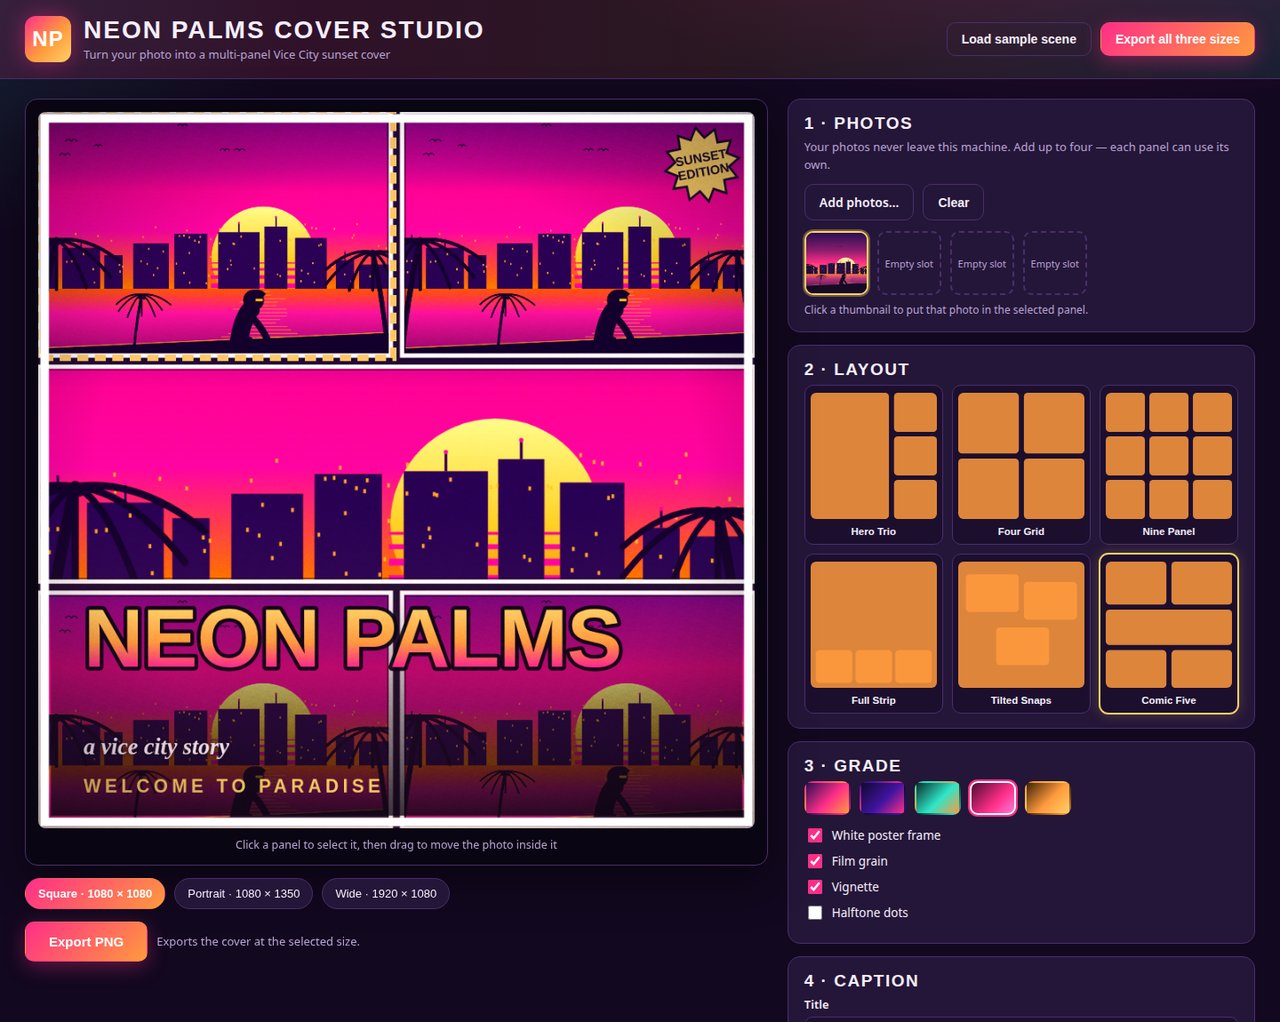 NP
NEON PALMS COVER STUDIO
Turn your photo into a multi-panel Vice City sunset cover
Load sample scene
Export all three sizes
SUNSET
EDITION
NEON PALMS
a vice city story
WELCOME TO PARADISE
Click a panel to select it, then drag to move the photo inside it
Square · 1080 × 1080
Portrait · 1080 × 1350
Wide · 1920 × 1080
Export PNG
Exports the cover at the selected size.
1 · PHOTOS
Your photos never leave this machine. Add up to four — each panel can use its
own.
Add photos...
Clear
Empty slot
Empty slot
Empty slot
Click a thumbnail to put that photo in the selected panel.
2 · LAYOUT
Hero Trio
Four Grid
Nine Panel
Full Strip
Tilted Snaps
Comic Five
3 · GRADE
White poster frame
Film grain
Vignette
Halftone dots
4 · CAPTION
Title